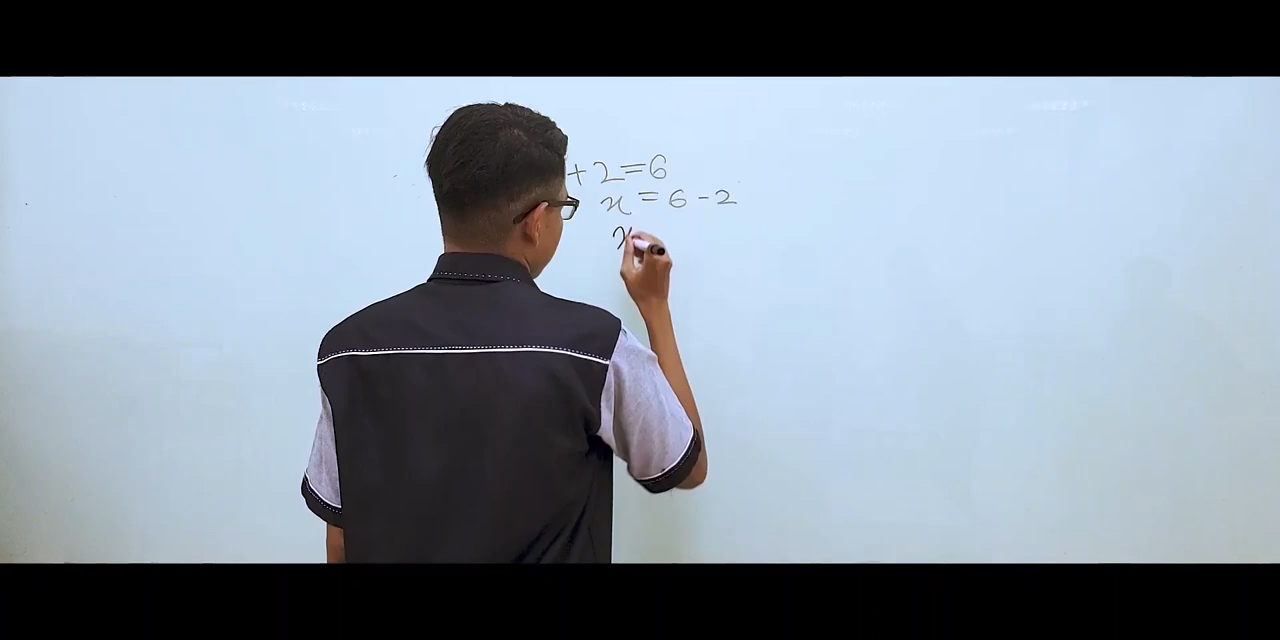 + 2 = 6
x = 6 - 2
x